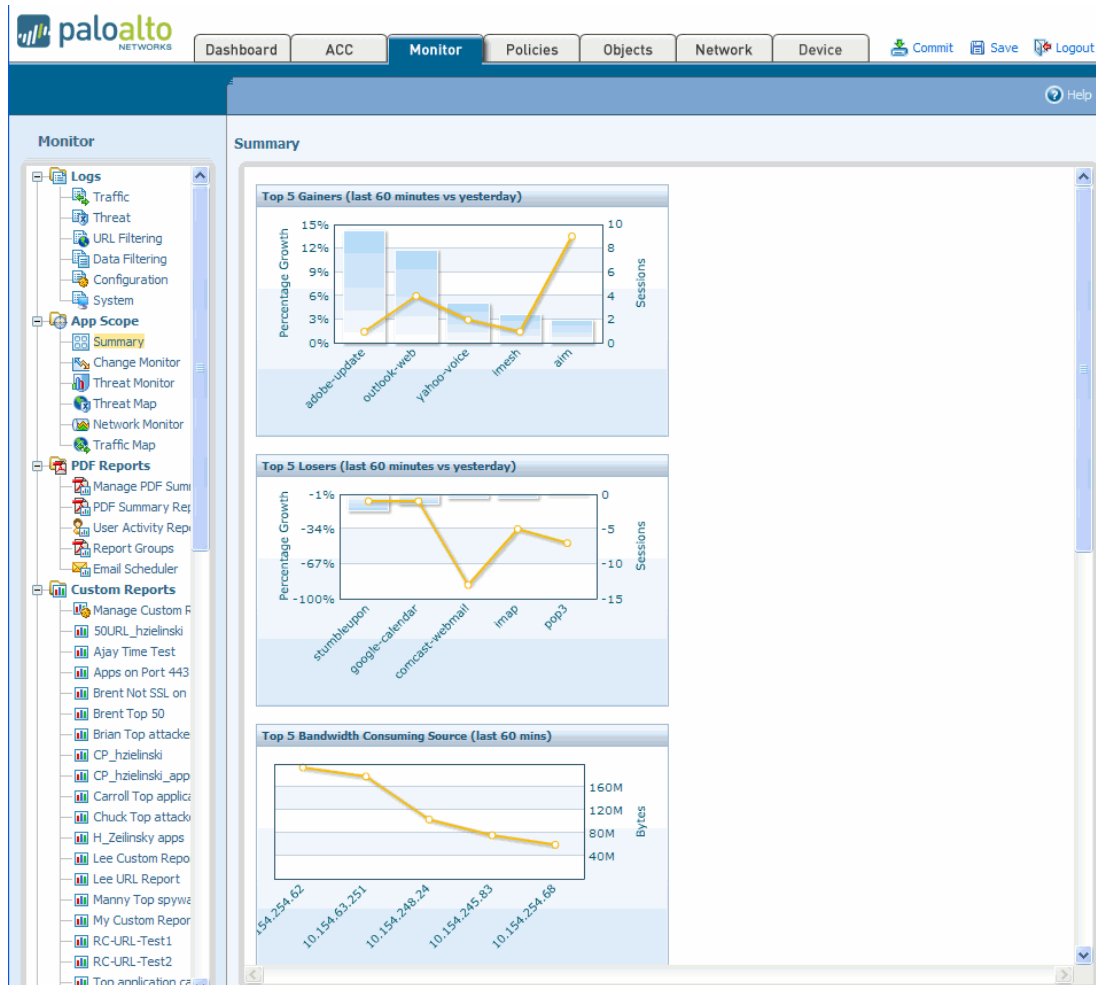 paloalto
NETWORKS
Dashboard ACC Monitor Policies Objects Network Device Commit Save Logout
Help
Monitor
Logs
Traffic
Threat
URL Filtering
Data Filtering
Configuration
System
App Scope
Summary
Change Monitor
Threat Monitor
Threat Map
Network Monitor
Traffic Map
PDF Reports
Manage PDF Sum
PDF Summary Rep
User Activity Repo
Report Groups
Email Scheduler
Custom Reports
Manage Custom R
50URL_hzielinski
Ajay Time Test
Apps on Port 443
Brent Not SSL on
Brent Top 50
Brian Top attacke
CP_hzielinski
CP_hzielinski_app
Carroll Top applica
Chuck Top attack
H_Zeilinsky apps
Lee Custom Repo
Lee URL Report
Manny Top spywa
My Custom Repor
RC-URL-Test1
RC-URL-Test2
Top application ca
Summary
Top 5 Gainers (last 60 minutes vs yesterday)
Percentage Growth
15%
12%
9%
6%
3%
0%
10
8
6
4
2
0
Sessions
adobe-update
outlook-web
yahoo-voice
imesh
aim
Top 5 Losers (last 60 minutes vs yesterday)
Percentage Growth
-1%
-34%
-67%
-100%
0
-5
-10
-15
Sessions
stumbleupon
google-calendar
comcast-webmail
imap
pop3
Top 5 Bandwidth Consuming Source (last 60 mins)
160M
120M
80M
40M
Bytes
154.254.62
10.154.63.251
10.154.248.24
10.154.245.83
10.154.254.68